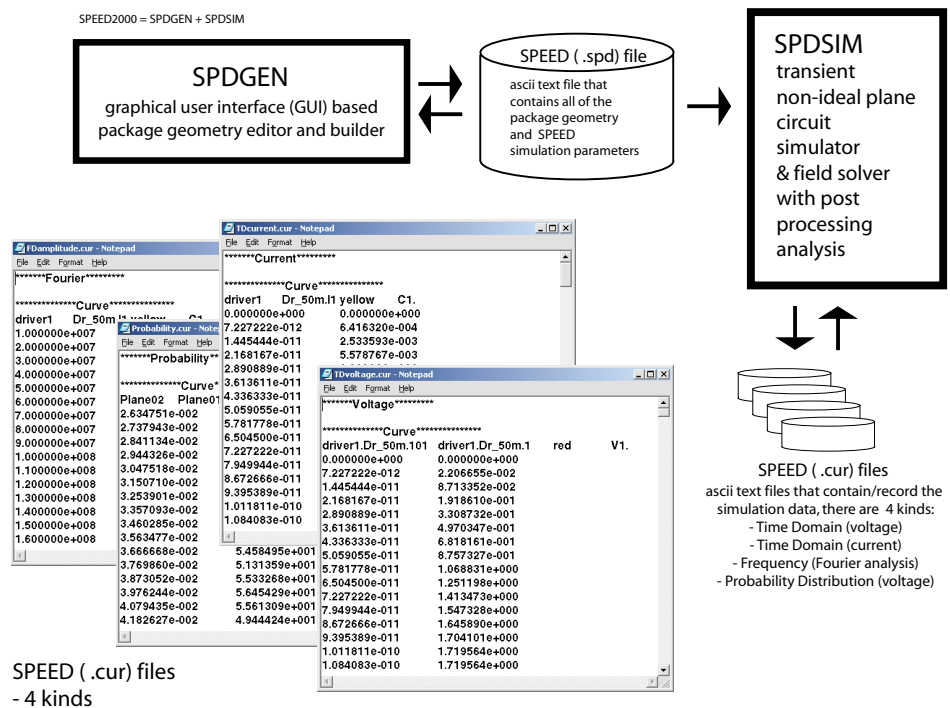 SPEED2000 = SPDGEN + SPDSIM
SPDGEN
graphical user interface (GUI) based
package geometry editor and builder
SPEED ( .spd) file
ascii text file that
contains all of the
package geometry
and SPEED
simulation parameters
SPDSIM
transient
non-ideal plane
circuit
simulator
& field solver
with post
processing
analysis
FDamplitude.cur - Notepad
File Edit Format Help
*******Fourier*********
**************Curve***************
driver1 Dr_50m.l1 yellow C1.
1.000000e+007
2.000000e+007
3.000000e+007
4.000000e+007
5.000000e+007
6.000000e+007
7.000000e+007
8.000000e+007
9.000000e+007
1.000000e+008
1.100000e+008
1.200000e+008
1.300000e+008
1.400000e+008
1.500000e+008
1.600000e+008
Probability.cur - Note
File Edit Format Help
*******Probability**
**************Curve*
Plane02 Plane01
2.634751e-002
2.737943e-002
2.841134e-002
2.944326e-002
3.047518e-002
3.150710e-002
3.253901e-002
3.357093e-002
3.460285e-002
3.563477e-002
3.666668e-002 5.458495e+001
3.769860e-002 5.131359e+001
3.873052e-002 5.533268e+001
3.976244e-002 5.645429e+001
4.079435e-002 5.561309e+001
4.182627e-002 4.944424e+001
TDcurrent.cur - Notepad
File Edit Format Help
*******Current*********
**************Curve***************
driver1 Dr_50m.l1 yellow C1.
0.000000e+000 0.000000e+000
7.227222e-012 6.416320e-004
1.445444e-011 2.533593e-003
2.168167e-011 5.578767e-003
2.890889e-011
3.613611e-011
4.336333e-011
5.059055e-011
5.781778e-011
6.504500e-011
7.227222e-011
7.949944e-011
8.672666e-011
9.395389e-011
1.011811e-010
1.084083e-010
TDvoltage.cur - Notepad
File Edit Format Help
*******Voltage*********
**************Curve***************
driver1.Dr_50m.101 driver1.Dr_50m.1 red V1.
0.000000e+000 0.000000e+000
7.227222e-012 2.206655e-002
1.445444e-011 8.713352e-002
2.168167e-011 1.918610e-001
2.890889e-011 3.308732e-001
3.613611e-011 4.970347e-001
4.336333e-011 6.818161e-001
5.059055e-011 8.757327e-001
5.781778e-011 1.068831e+000
6.504500e-011 1.251198e+000
7.227222e-011 1.413473e+000
7.949944e-011 1.547328e+000
8.672666e-011 1.645890e+000
9.395389e-011 1.704101e+000
1.011811e-010 1.719564e+000
1.084083e-010 1.719564e+000
SPEED ( .cur) files
ascii text files that contain/record the
simulation data, there are 4 kinds:
- Time Domain (voltage)
- Time Domain (current)
- Frequency (Fourier analysis)
- Probability Distribution (voltage)
SPEED ( .cur) files
- 4 kinds